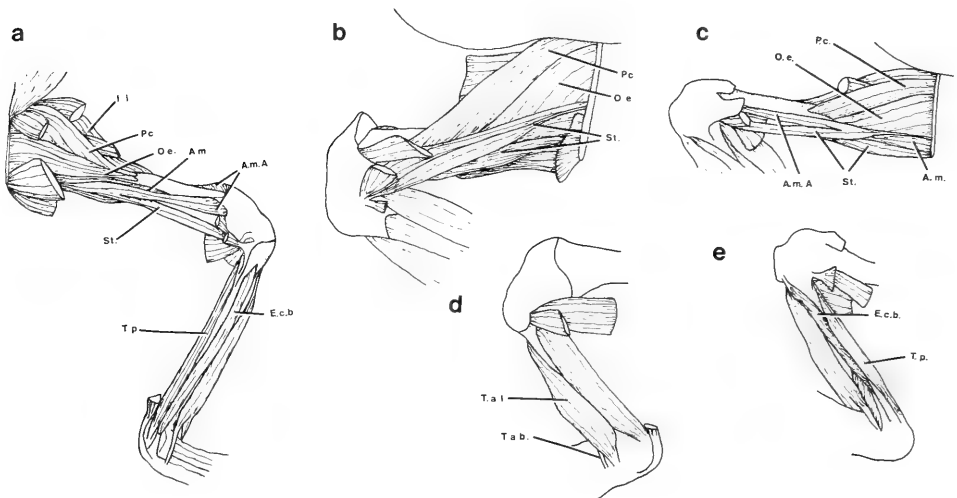 a
I I
Pc
O e.
A m
A.m.A
St.
E.c.b
T.p
b
Pc
O e
St.
c
P.c.
O.e.
A.m.A
St.
A.m.
d
T.a l
T a b.
e
E.c.b.
T.p.